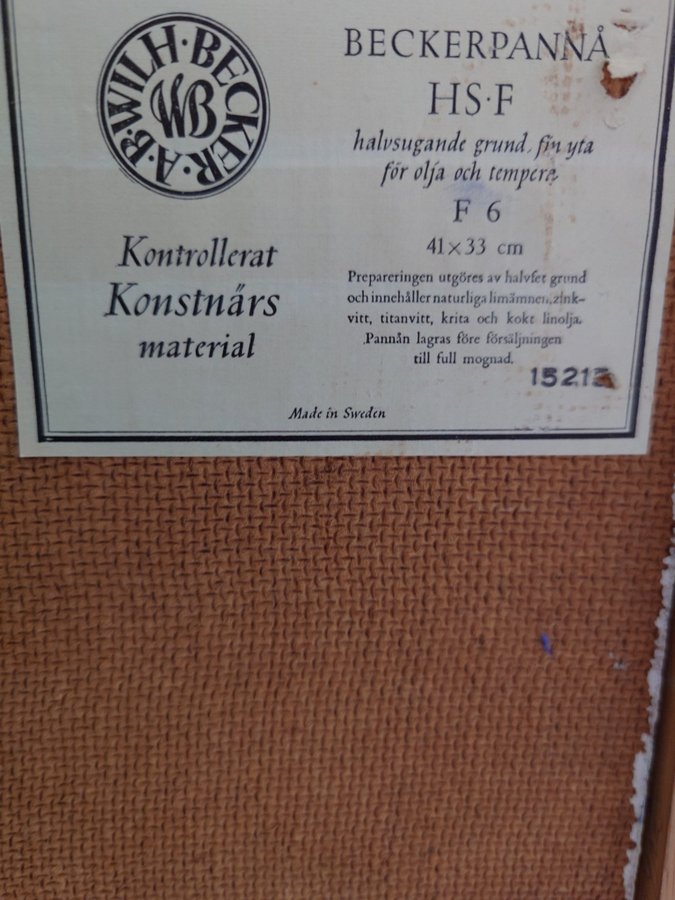 A·B·WILH·BECKER·
WB
Kontrollerat
Konstnärs
material
BECKERPANNÅ
HS·F
halvsugande grund, fin yta
för olja och tempera
F 6
41×33 cm
Prepareringen utgöres av halvfet grund
och innehåller naturliga limämnen, zink-
vitt, titanvitt, krita och kokt linolja.
Pannån lagras före försäljningen
till full mognad.
Made in Sweden